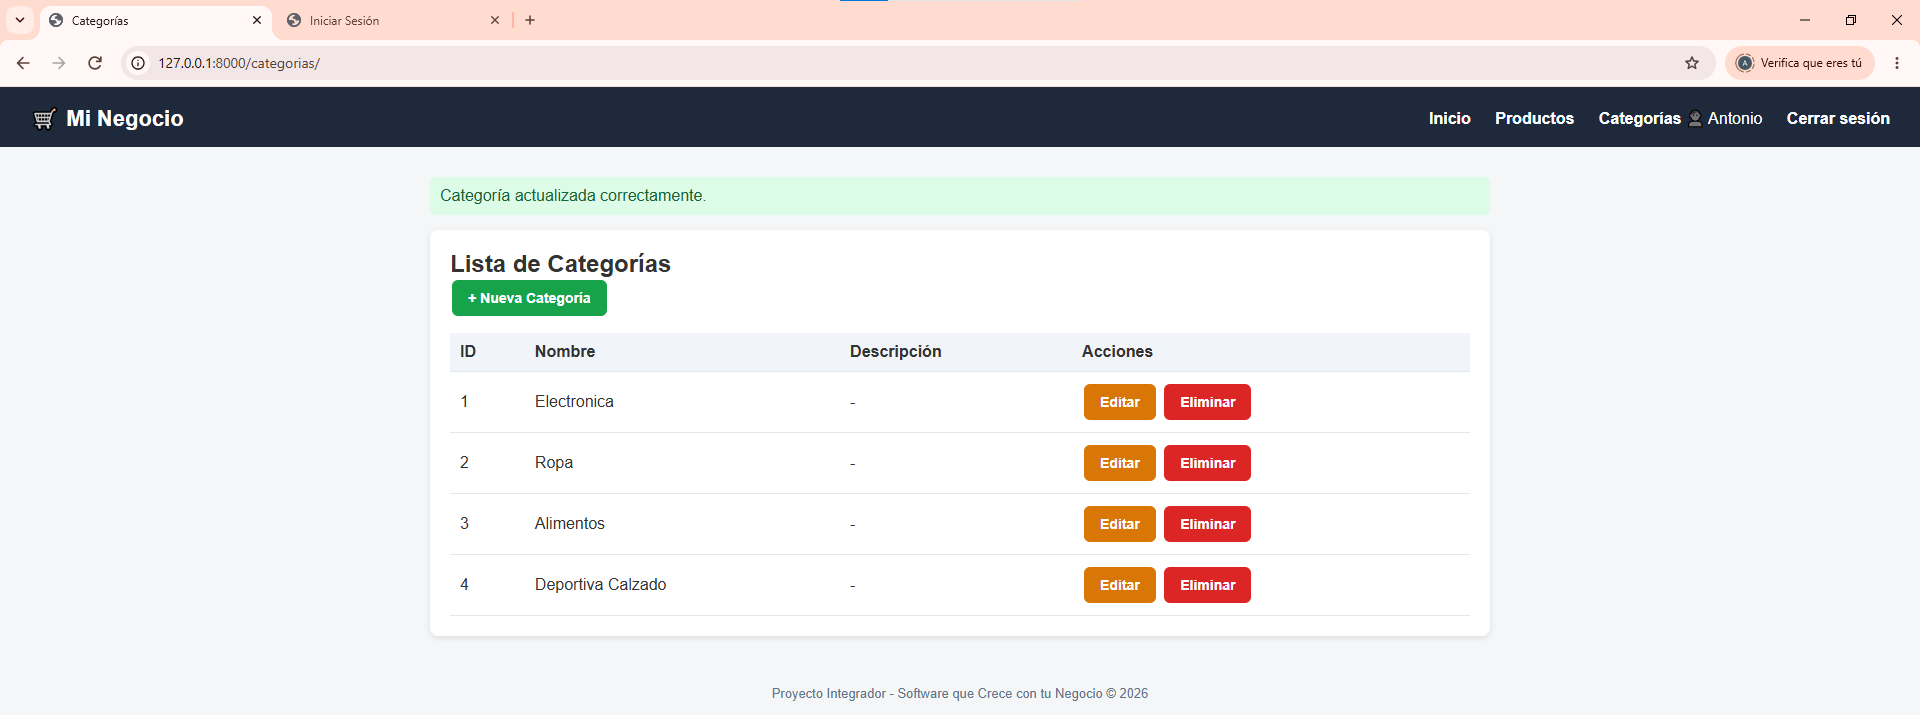 Categorías
Iniciar Sesión
127.0.0.1:8000/categorias/
A
Verifica que eres tú
Mi Negocio
Inicio Productos Categorías Antonio Cerrar sesión
Categoría actualizada correctamente.
Lista de Categorías
+ Nueva Categoría
ID Nombre Descripción Acciones
1 Electronica - Editar Eliminar
2 Ropa - Editar Eliminar
3 Alimentos - Editar Eliminar
4 Deportiva Calzado - Editar Eliminar
Proyecto Integrador - Software que Crece con tu Negocio © 2026